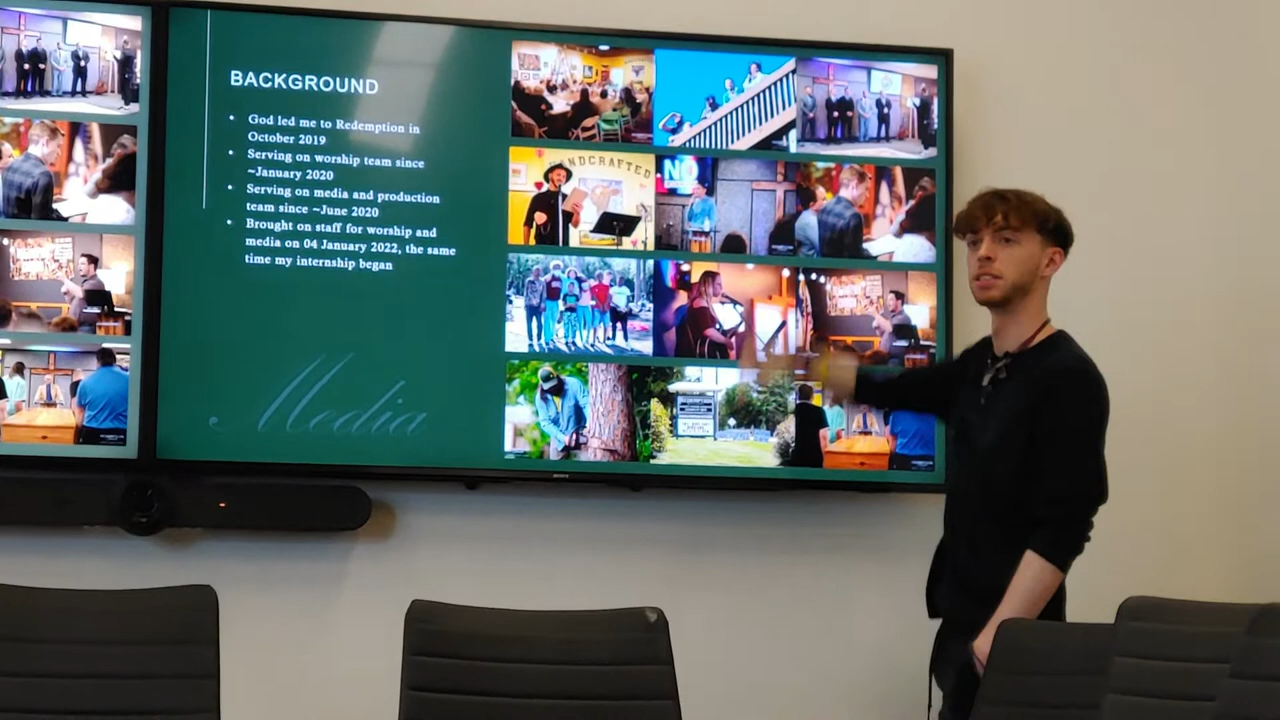 BACKGROUND
• God led me to Redemption in
October 2019
• Serving on worship team since
~January 2020
• Serving on media and production
team since ~June 2020
• Brought on staff for worship and
media on 04 January 2022, the same
time my internship began
Media
HANDCRAFTED
NO
REDEMPTION
SONY